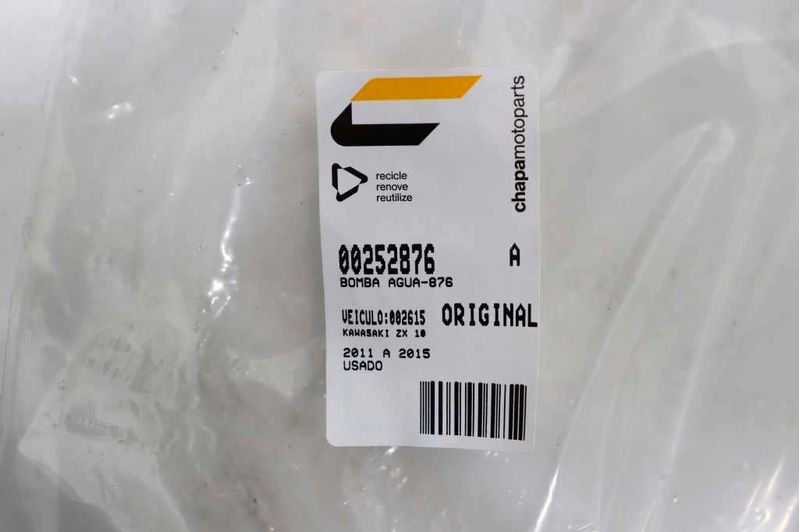 chapamotoparts
recicle
renove
reutilize
00252876 A
BOMBA AGUA-876
VEICULO:002615 ORIGINAL
KAWASAKI ZX 10
2011 A 2015
USADO